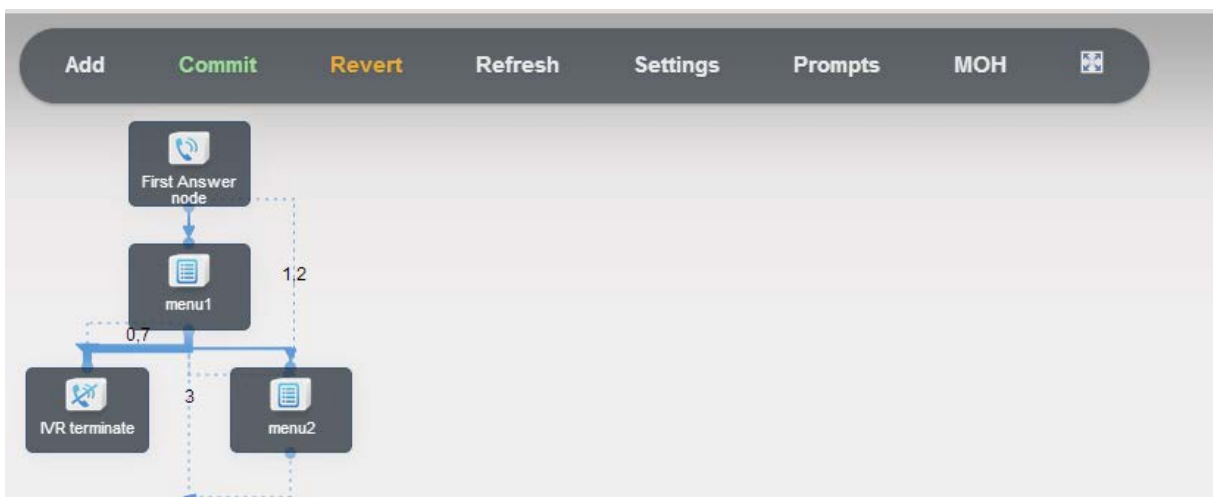 Add Commit Revert Refresh Settings Prompts MOH
First Answer
node
1,2
menu1
0,7
3
IVR terminate
menu2